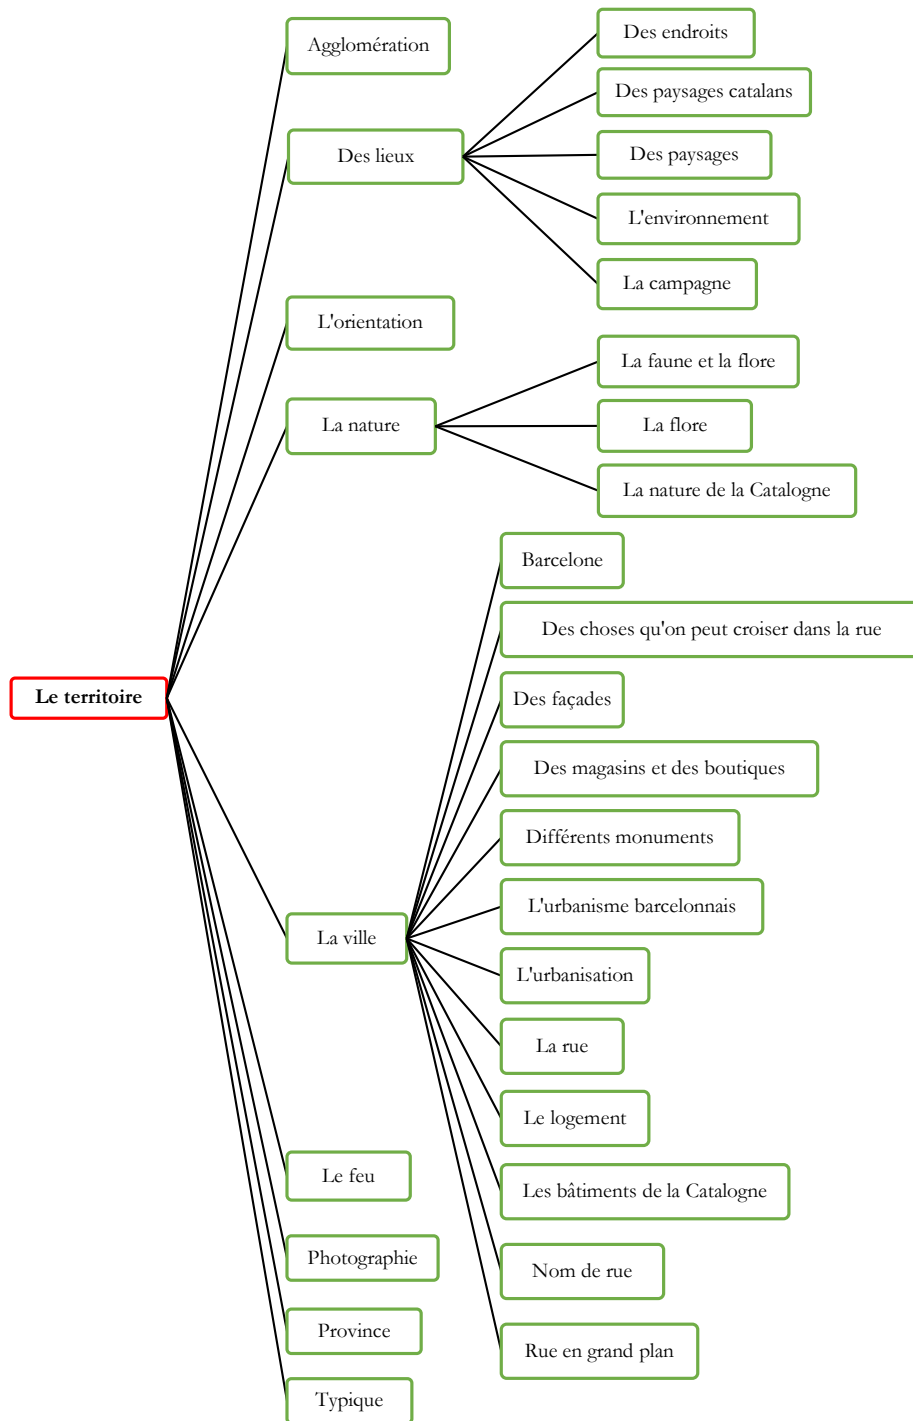 Le territoire
Agglomération
Des lieux
Des endroits
Des paysages catalans
Des paysages
L'environnement
La campagne
L'orientation
La nature
La faune et la flore
La flore
La nature de la Catalogne
La ville
Barcelone
Des choses qu'on peut croiser dans la rue
Des façades
Des magasins et des boutiques
Différents monuments
L'urbanisme barcelonnais
L'urbanisation
La rue
Le logement
Les bâtiments de la Catalogne
Nom de rue
Rue en grand plan
Le feu
Photographie
Province
Typique